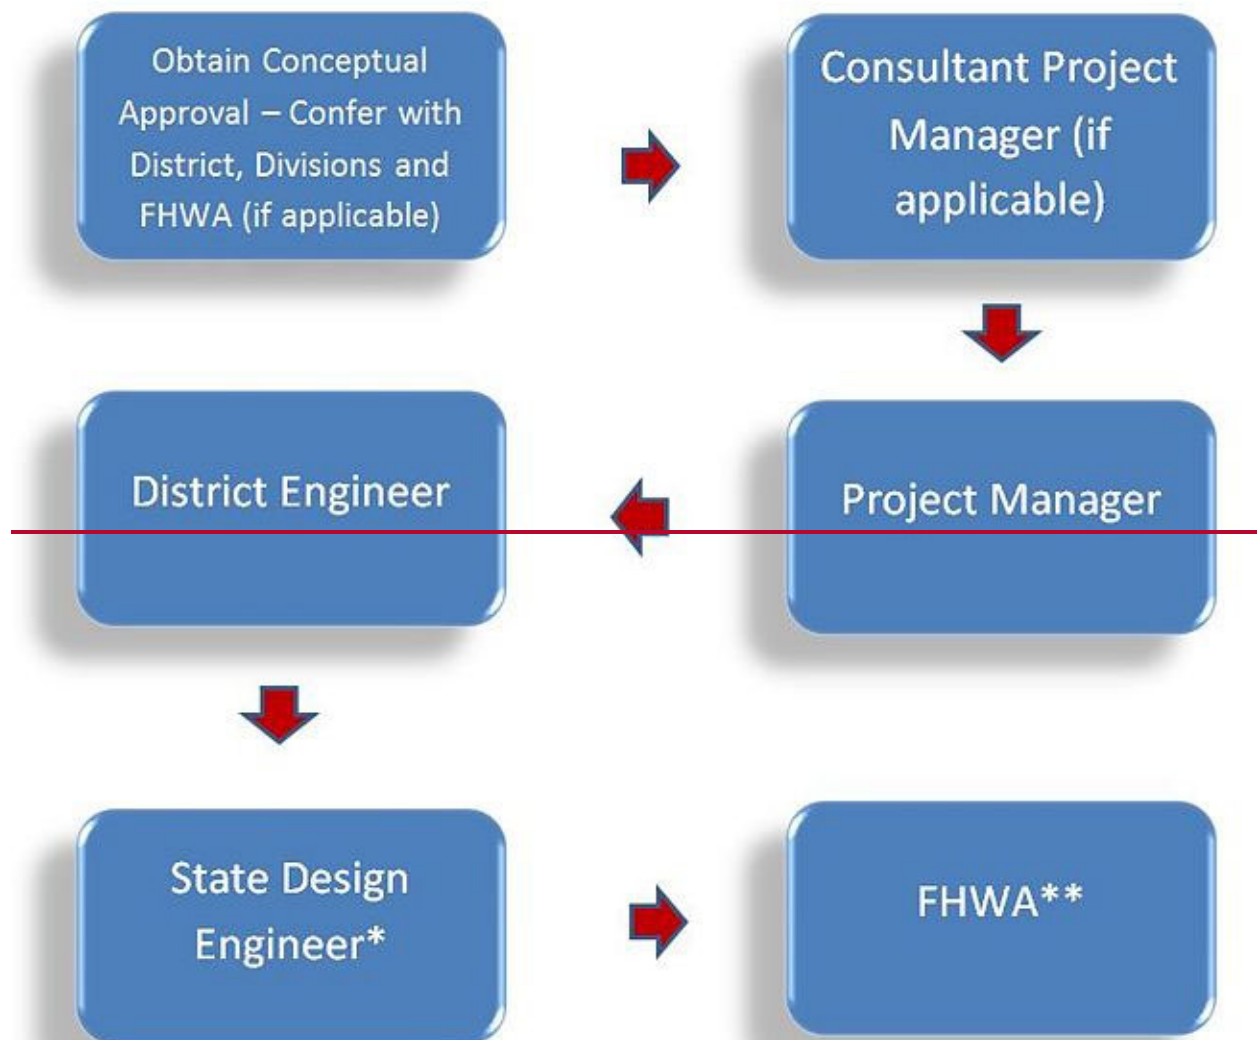 Obtain Conceptual
Approval – Confer with
District, Divisions and
FHWA (if applicable)
Consultant Project
Manager (if
applicable)
District Engineer
Project Manager
State Design
Engineer*
FHWA**